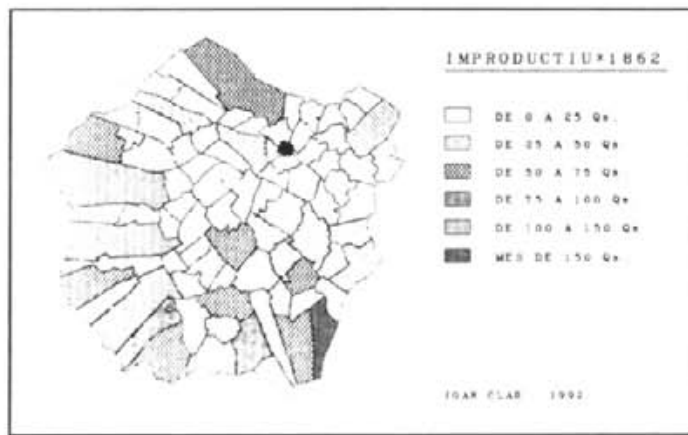 IMPRODUCTIU*1862
DE 0 A 25 Qs.
DE 25 A 50 Qs
DE 50 A 75 Qs.
DE 75 A 100 Qs.
DE 100 A 150 Qs
MES DE 150 Qs.
JOAN CLAR 1992